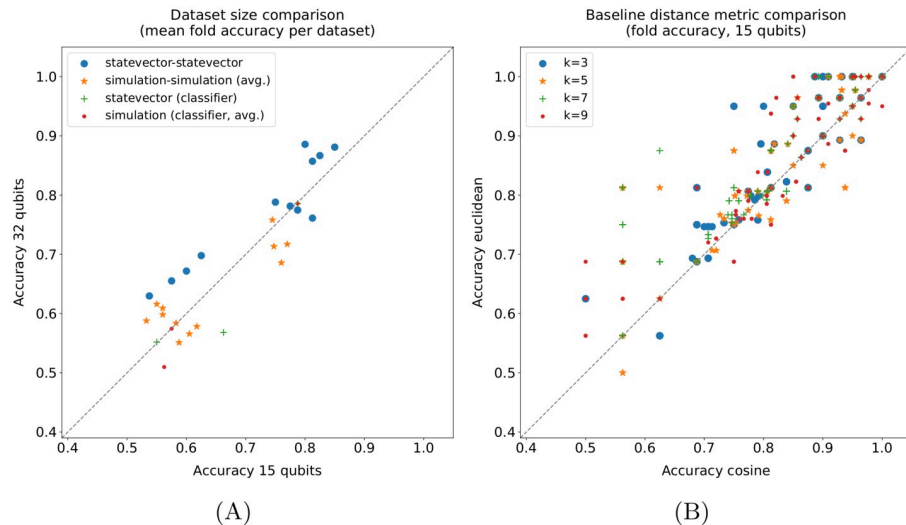 Dataset size comparison
(mean fold accuracy per dataset)
1.0
0.9
0.8
0.7
0.6
0.5
0.4
Accuracy 32 qubits
statevector-statevector
simulation-simulation (avg.)
statevector (classifier)
simulation (classifier, avg.)
0.4 0.5 0.6 0.7 0.8 0.9 1.0
Accuracy 15 qubits
(A)
Baseline distance metric comparison
(fold accuracy, 15 qubits)
1.0
0.9
0.8
0.7
0.6
0.5
0.4
Accuracy euclidean
k=3
k=5
k=7
k=9
0.4 0.5 0.6 0.7 0.8 0.9 1.0
Accuracy cosine
(B)